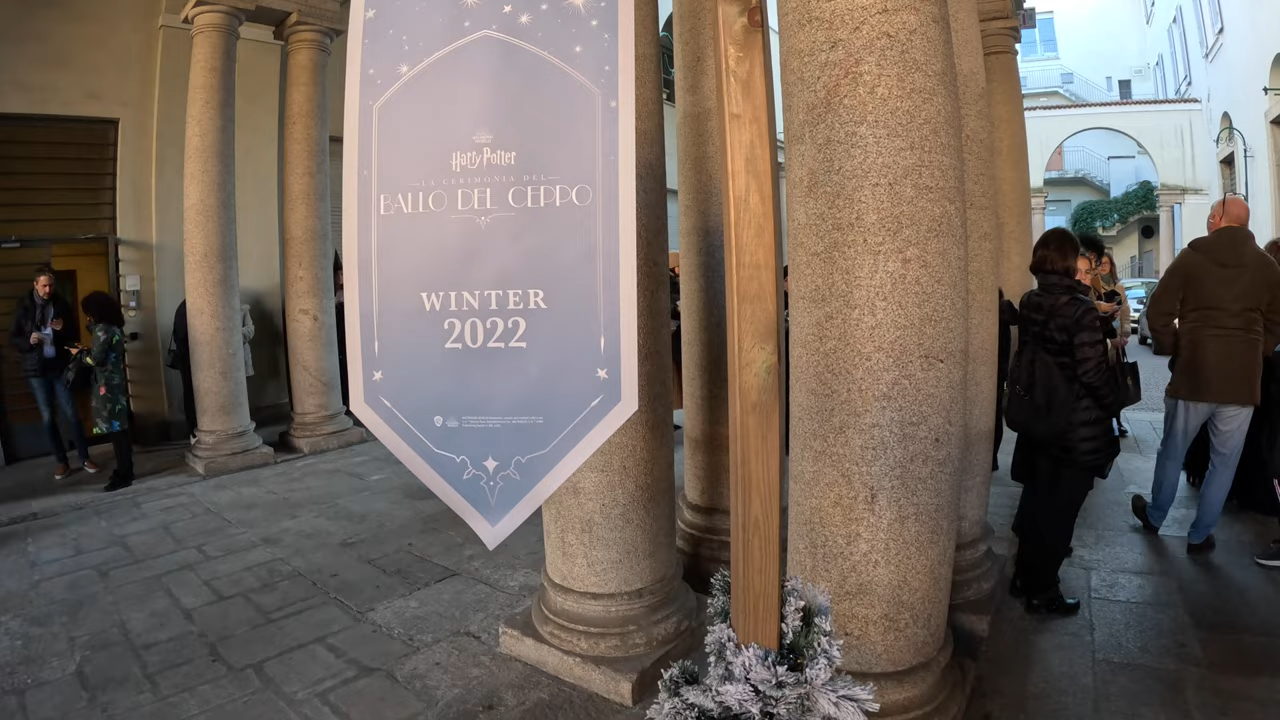 Harry Potter
LA CERIMONIA DEL
BALLO DEL CEPPO
WINTER
2022